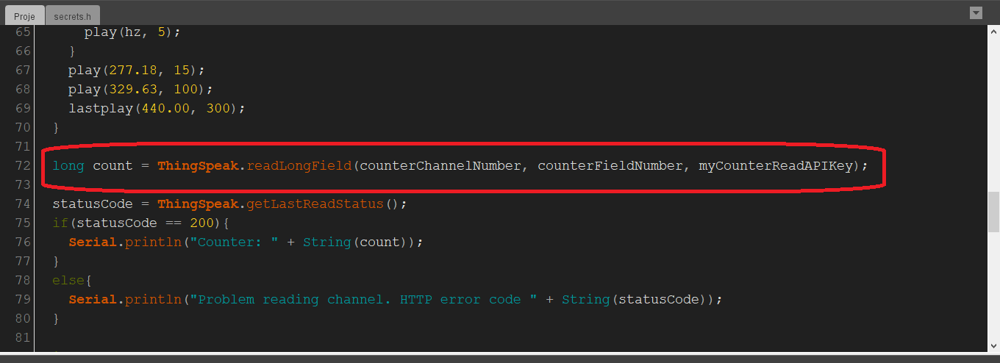 Proje secrets.h
65 play(hz, 5);
66 }
67 play(277.18, 15);
68 play(329.63, 100);
69 lastplay(440.00, 300);
70 }
71
72 long count = ThingSpeak.readLongField(counterChannelNumber, counterFieldNumber, myCounterReadAPIKey);
73
74 statusCode = ThingSpeak.getLastReadStatus();
75 if(statusCode == 200){
76 Serial.println("Counter: " + String(count));
77 }
78 else{
79 Serial.println("Problem reading channel. HTTP error code " + String(statusCode));
80 }
81